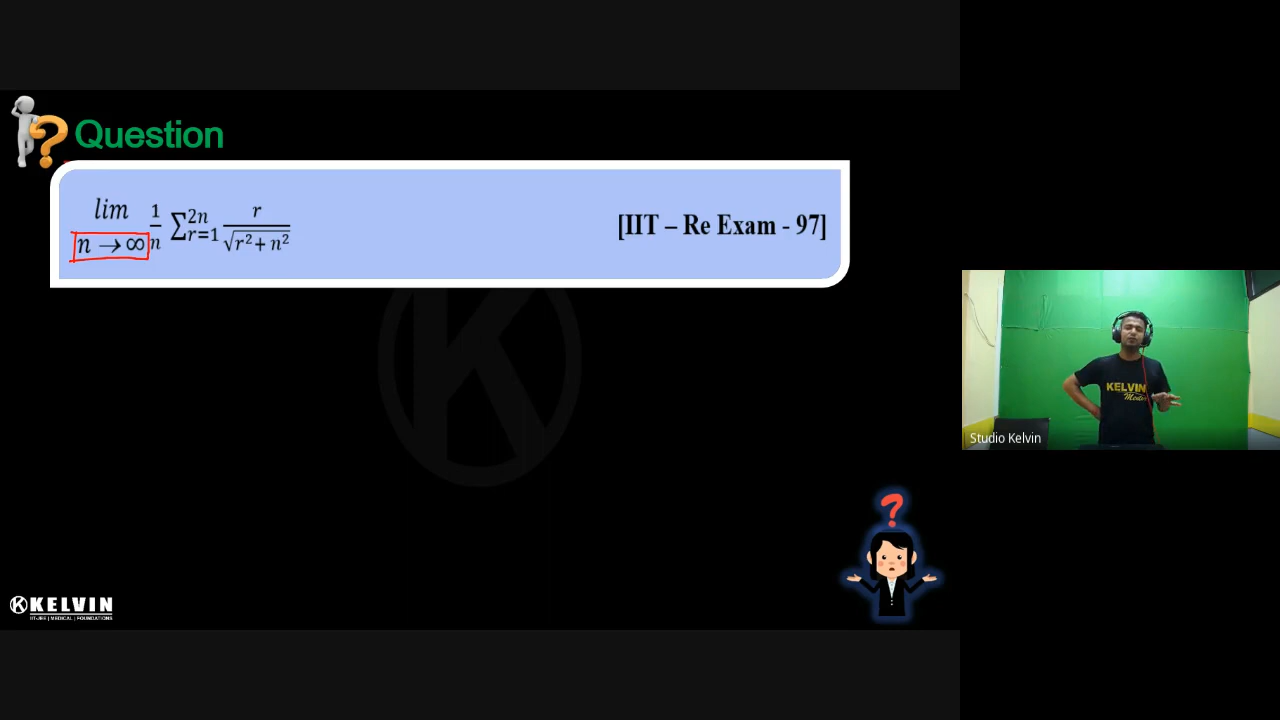 Question
lim n → ∞ 1/n ∑_{r=1}^{2n} r/√(r² + n²)
[IIT – Re Exam - 97]
KELVIN
Studio Kelvin
KELVIN
IIT-JEE | MEDICAL | FOUNDATIONS